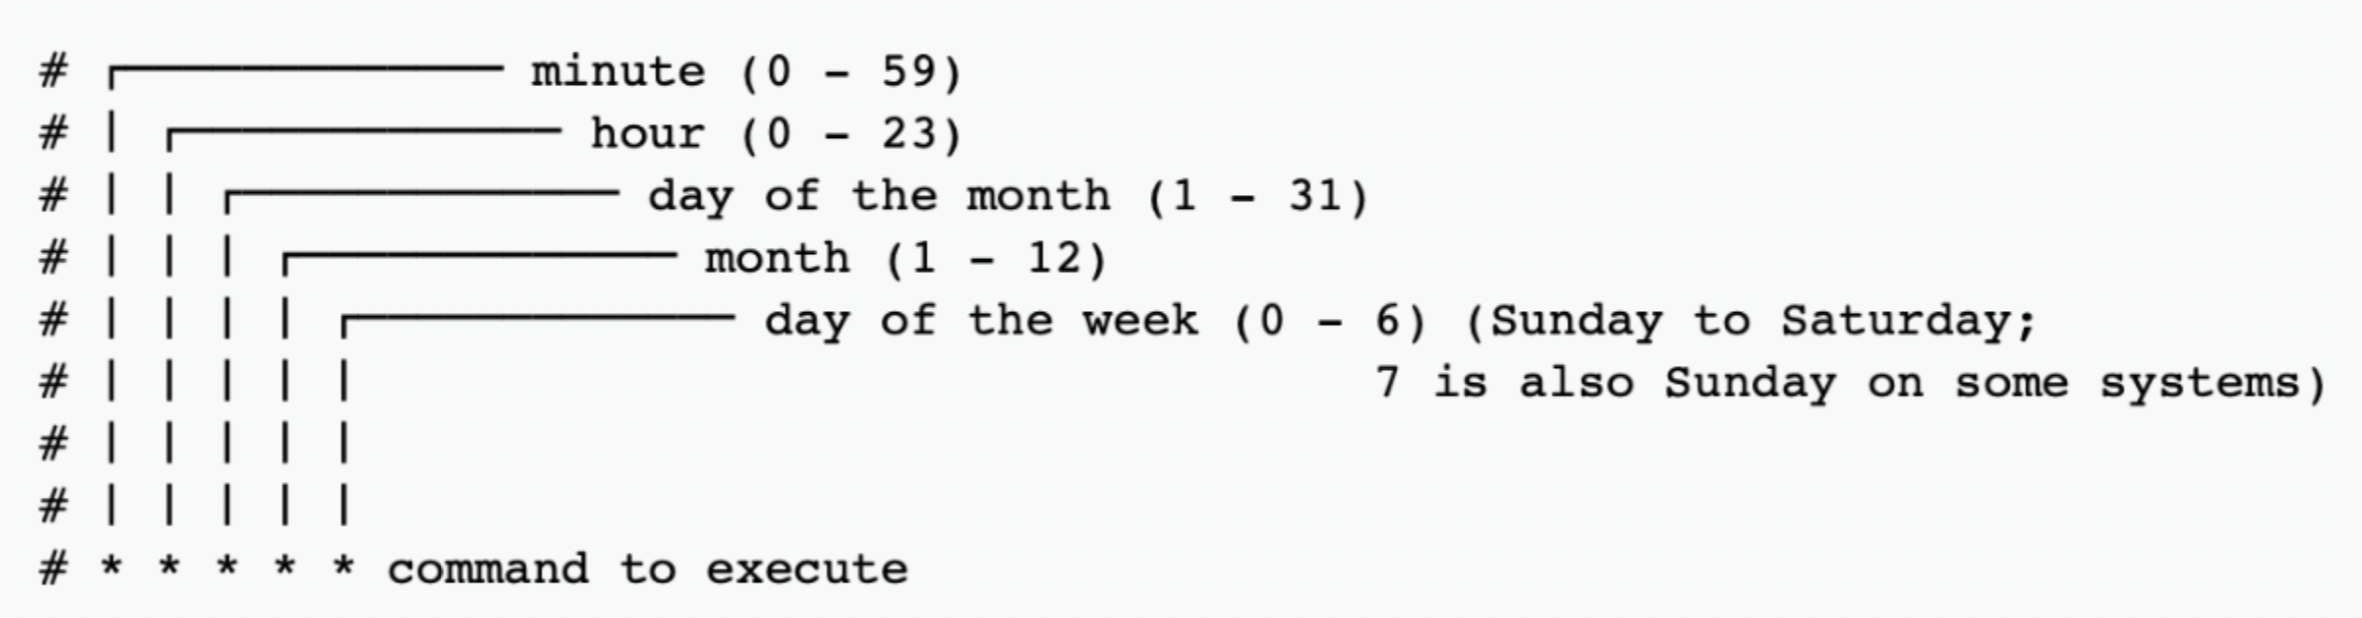 # ┌───────────── minute (0 - 59)
# | ┌───────────── hour (0 - 23)
# | | ┌───────────── day of the month (1 - 31)
# | | | ┌───────────── month (1 - 12)
# | | | | ┌───────────── day of the week (0 - 6) (Sunday to Saturday;
# | | | | |                                   7 is also Sunday on some systems)
# | | | | |
# | | | | |
# * * * * * command to execute